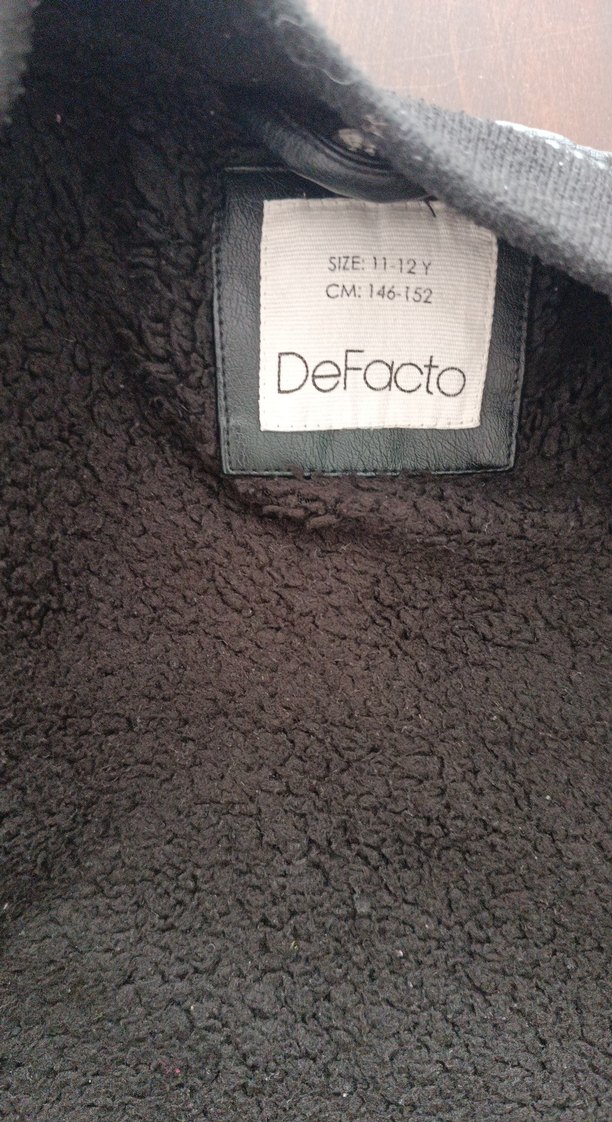 SIZE: 11-12 Y
CM: 146-152
DeFacto